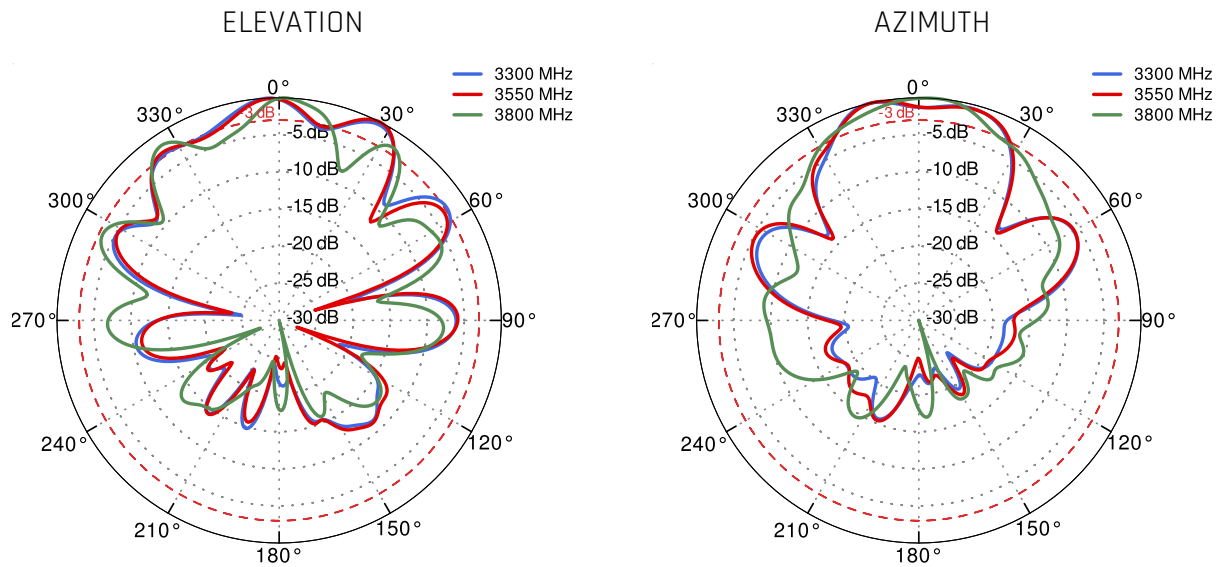 ELEVATION
3300 MHz
3550 MHz
3800 MHz
0°
-3 dB
330°
30°
-5 dB
-10 dB
300°
60°
-15 dB
-20 dB
-25 dB
270°
-30 dB
90°
240°
120°
210°
150°
180°
AZIMUTH
3300 MHz
3550 MHz
3800 MHz
0°
-3 dB
330°
30°
-5 dB
-10 dB
300°
60°
-15 dB
-20 dB
-25 dB
270°
-30 dB
90°
240°
120°
210°
150°
180°